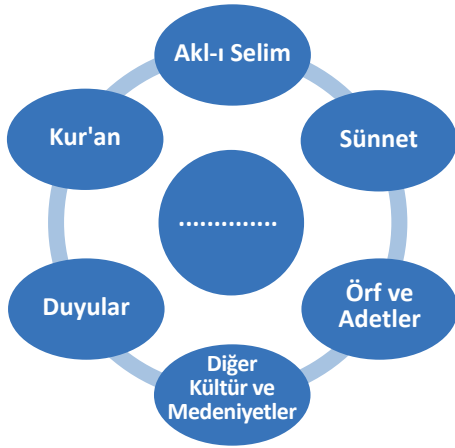 Akl-ı Selim
Kur'an
Sünnet
..............
Duyular
Örf ve
Adetler
Diğer
Kültür ve
Medeniyetler